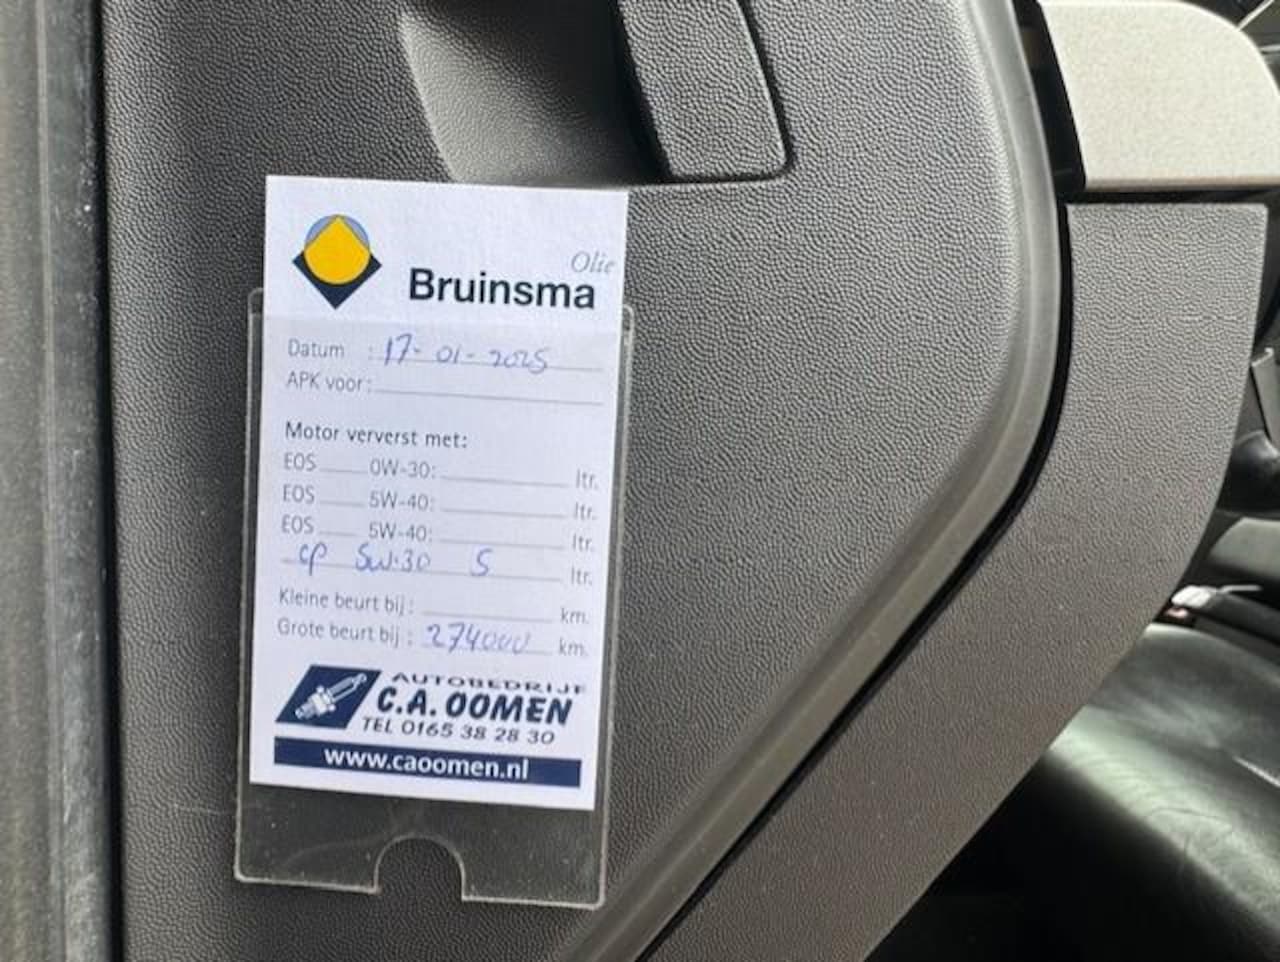 Olie
Bruinsma
Datum : 17-01-2025
APK voor:
Motor ververst met:
EOS 0W-30: ltr.
EOS 5W-40: ltr.
EOS 5W-40: ltr.
CP 5W-30 5 ltr.
Kleine beurt bij: km.
Grote beurt bij: 274000 km.
AUTOBEDRIJF
C.A. OOMEN
TEL 0165 38 28 30
www.caoomen.nl